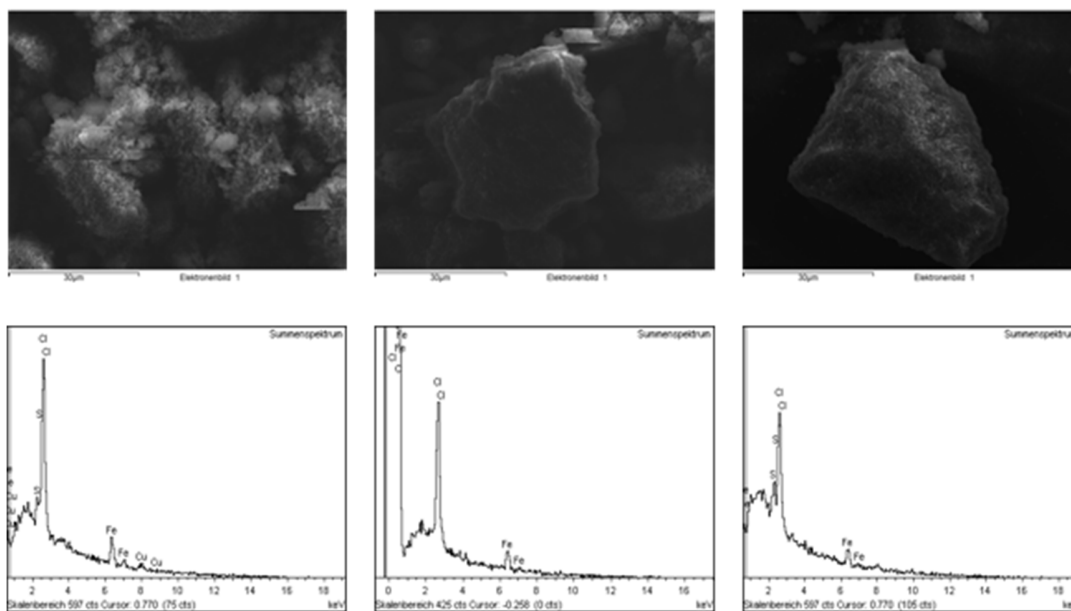 30µm Elektronenbild 1
30µm Elektronenbild 1
30µm Elektronenbild 1
Summenspektrum
Cl
Cl
S
S
Fe
Fe
Cu
Cu
2 4 6 8 10 12 14 16 18
Skalenbereich 597 cts Cursor: 0.770 (75 cts) keV
Summenspektrum
Fe
Fe
Cl
Cl
Cl
Fe
Fe
2 4 6 8 10 12 14 16
Skalenbereich 425 cts Cursor: -0.258 (0 cts) keV
Summenspektrum
Cl
Cl
S
S
Fe
Fe
2 4 6 8 10 12 14 16 18
Skalenbereich 597 cts Cursor: 0.770 (105 cts)